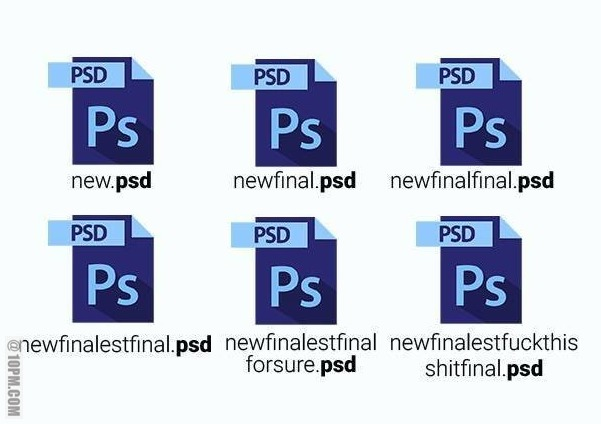 PSD
Ps
new.psd
PSD
Ps
newfinal.psd
PSD
Ps
newfinalfinal.psd
PSD
Ps
newfinalestfinal.psd
PSD
Ps
newfinalestfinal
forsure.psd
PSD
Ps
newfinalestfuckthis
shitfinal.psd
@10PM.COM